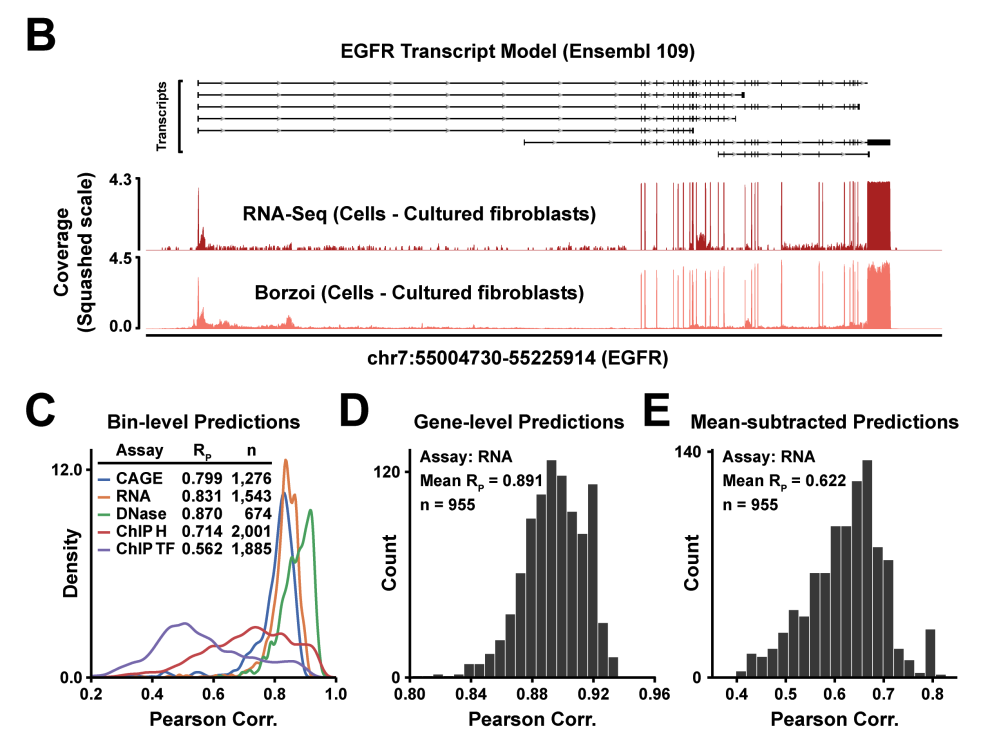 B
EGFR Transcript Model (Ensembl 109)
Transcripts
Coverage
(Squashed scale)
4.3
RNA-Seq (Cells - Cultured fibroblasts)
4.5
Borzoi (Cells - Cultured fibroblasts)
0.0
chr7:55004730-55225914 (EGFR)
C
Bin-level Predictions
Assay RP n
CAGE 0.799 1,276
RNA 0.831 1,543
DNase 0.870 674
ChIP H 0.714 2,001
ChIP TF 0.562 1,885
Density
12.0
0.0
0.2 0.4 0.6 0.8 1.0
Pearson Corr.
D
Gene-level Predictions
Assay: RNA
Mean RP = 0.891
n = 955
Count
120
0
0.80 0.84 0.88 0.92 0.96
Pearson Corr.
E
Mean-subtracted Predictions
Assay: RNA
Mean RP = 0.622
n = 955
Count
140
0
0.4 0.5 0.6 0.7 0.8
Pearson Corr.